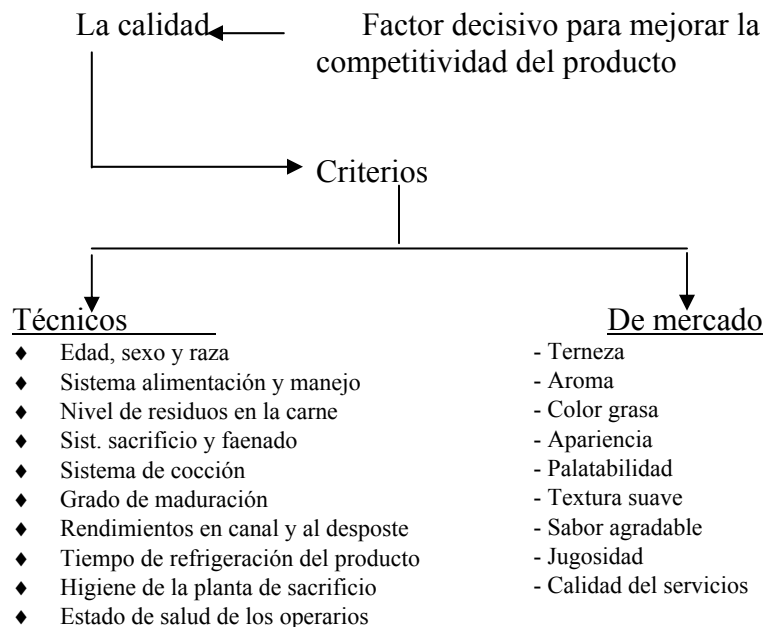 La calidad
Factor decisivo para mejorar la
competitividad del producto
Criterios
Técnicos
♦ Edad, sexo y raza
♦ Sistema alimentación y manejo
♦ Nivel de residuos en la carne
♦ Sist. sacrificio y faenado
♦ Sistema de cocción
♦ Grado de maduración
♦ Rendimientos en canal y al desposte
♦ Tiempo de refrigeración del producto
♦ Higiene de la planta de sacrificio
♦ Estado de salud de los operarios
De mercado
- Terneza
- Aroma
- Color grasa
- Apariencia
- Palatabilidad
- Textura suave
- Sabor agradable
- Jugosidad
- Calidad del servicios